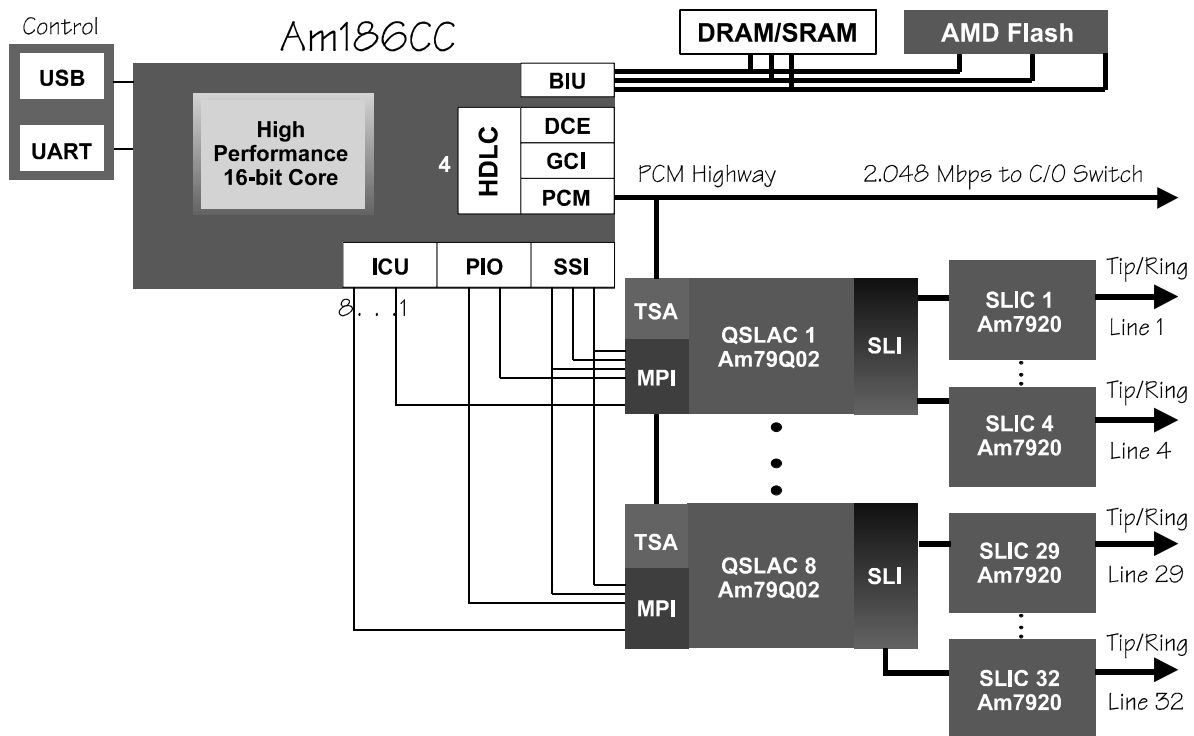 Control
Am186CC
DRAM/SRAM
AMD Flash
USB
UART
High
Performance
16-bit Core
BIU
4
HDLC
DCE
GCI
PCM
PCM Highway
2.048 Mbps to C/O Switch
ICU
PIO
SSI
8. . .1
TSA
MPI
QSLAC 1
Am79Q02
SLI
SLIC 1
Am7920
Tip/Ring
Line 1
SLIC 4
Am7920
Tip/Ring
Line 4
TSA
MPI
QSLAC 8
Am79Q02
SLI
SLIC 29
Am7920
Tip/Ring
Line 29
SLIC 32
Am7920
Tip/Ring
Line 32